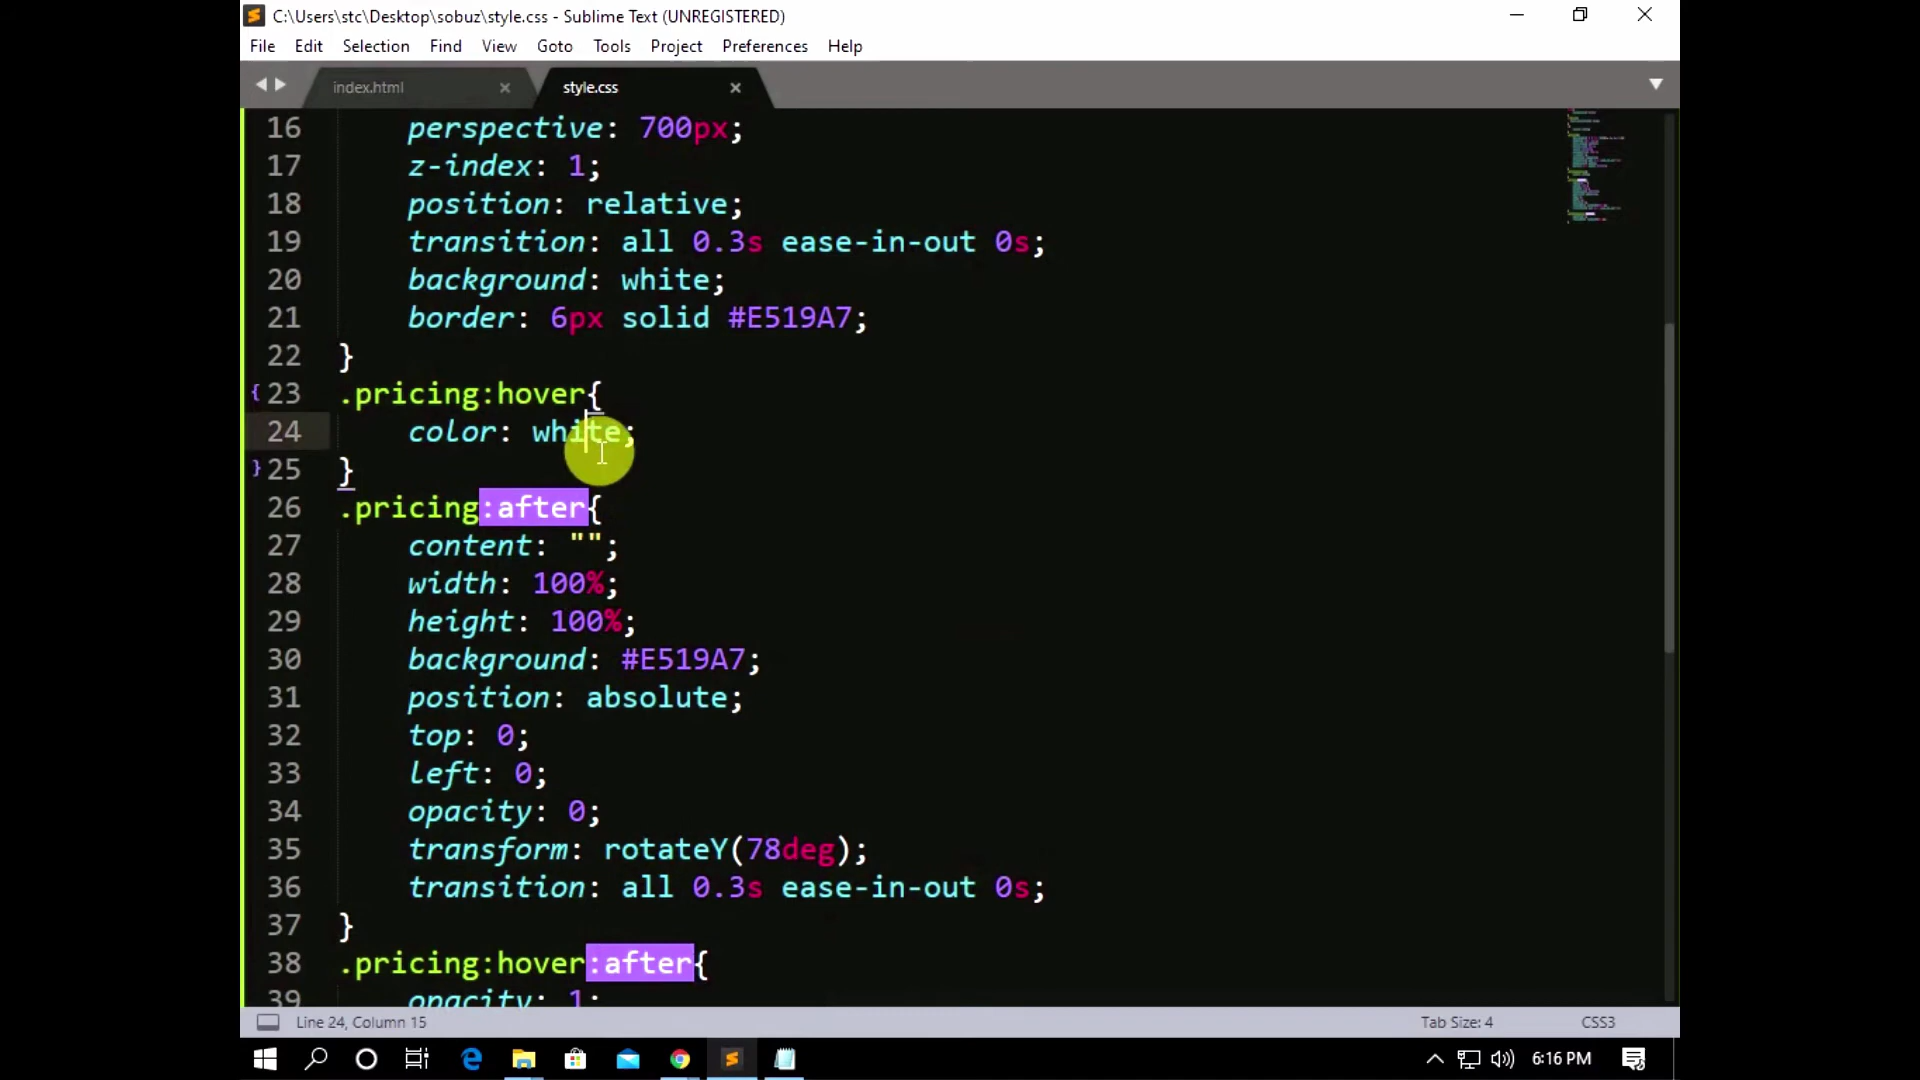 C:\Users\stc\Desktop\sobuz\style.css - Sublime Text (UNREGISTERED)
File Edit Selection Find View Goto Tools Project Preferences Help
index.html × style.css ×
16 perspective: 700px;
17 z-index: 1;
18 position: relative;
19 transition: all 0.3s ease-in-out 0s;
20 background: white;
21 border: 6px solid #E519A7;
22 }
23 .pricing:hover{
24 color: white;
25 }
26 .pricing:after{
27 content: "";
28 width: 100%;
29 height: 100%;
30 background: #E519A7;
31 position: absolute;
32 top: 0;
33 left: 0;
34 opacity: 0;
35 transform: rotateY(78deg);
36 transition: all 0.3s ease-in-out 0s;
37 }
38 .pricing:hover:after{
39 opacity: 1;
Line 24, Column 15 Tab Size: 4 CSS3
6:16 PM